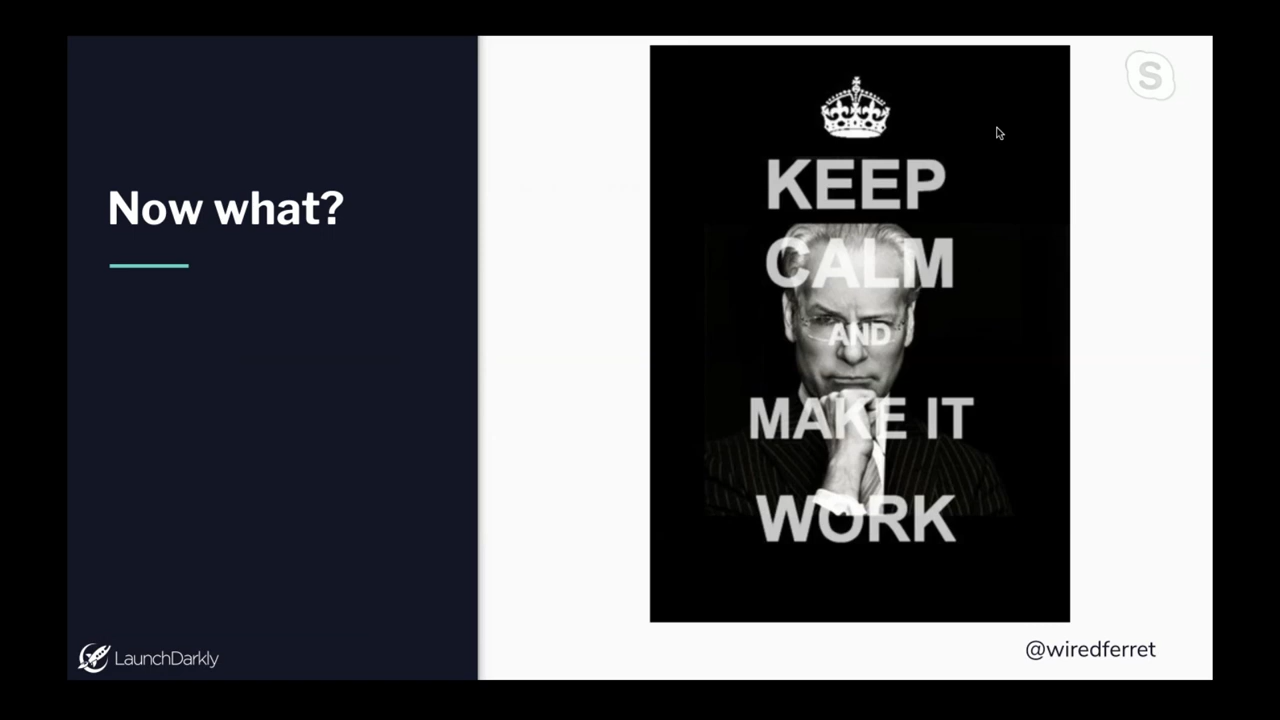 Now what?
KEEP
CALM
AND
MAKE IT
WORK
S
LaunchDarkly
@wiredferret